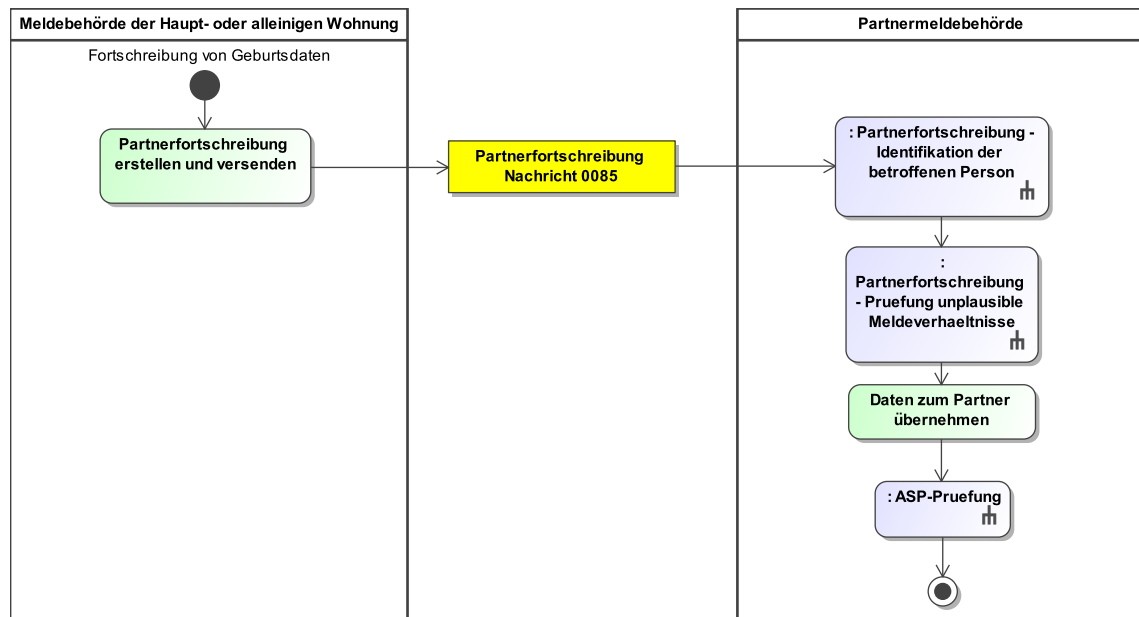 Meldebehörde der Haupt- oder alleinigen Wohnung
Fortschreibung von Geburtsdaten
Partnerfortschreibung
erstellen und versenden
Partnerfortschreibung
Nachricht 0085
Partnermeldebehörde
: Partnerfortschreibung -
Identifikation der
betroffenen Person
:
Partnerfortschreibung
- Pruefung unplausible
Meldeverhaeltnisse
Daten zum Partner
übernehmen
: ASP-Pruefung